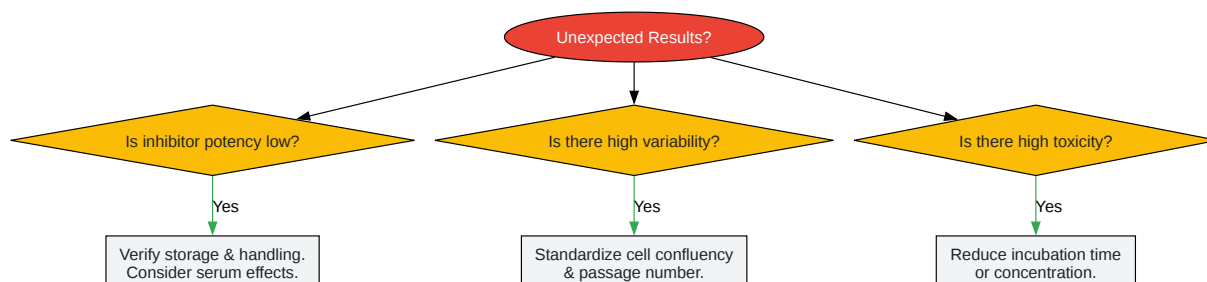 Unexpected Results?
Is inhibitor potency low?
Is there high variability?
Is there high toxicity?
Yes
Yes
Yes
Verify storage & handling.
Consider serum effects.
Standardize cell confluency
& passage number.
Reduce incubation time
or concentration.